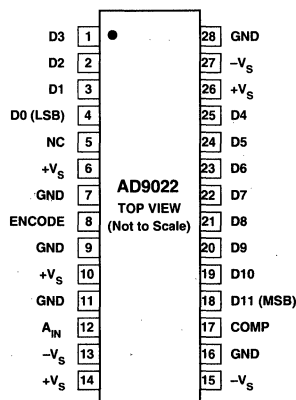 D3 1 28 GND
D2 2 27 –VS
D1 3 26 +VS
D0 (LSB) 4 25 D4
NC 5 24 D5
+VS 6 23 D6
GND 7 22 D7
ENCODE 8 21 D8
GND 9 20 D9
+VS 10 19 D10
GND 11 18 D11 (MSB)
AIN 12 17 COMP
–VS 13 16 GND
+VS 14 15 –VS
AD9022
TOP VIEW
(Not to Scale)